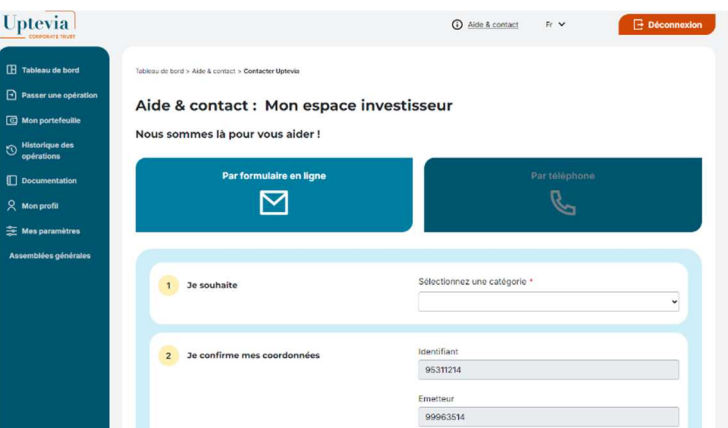 Uptevia
CORPORATE TRUST
Aide & contact
Fr
Déconnexion
Tableau de bord
Passer une opération
Mon portefeuille
Historique des
opérations
Documentation
Mon profil
Mes paramètres
Assemblées générales
Tableau de bord > Aide & contact > Contacter Uptevia
Aide & contact : Mon espace investisseur
Nous sommes là pour vous aider !
Par formulaire en ligne
Par téléphone
1 Je souhaite
Sélectionnez une catégorie *
2 Je confirme mes coordonnées
Identifiant
95311214
Emetteur
99963514